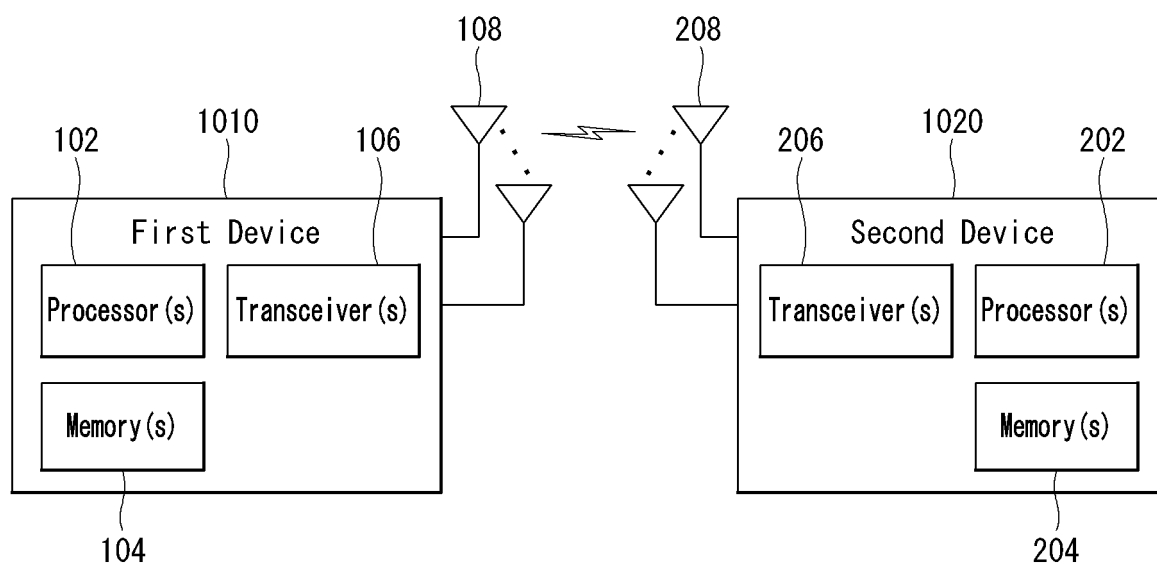 108
208
102
1010
106
206
1020
202
First Device
Second Device
Processor(s)
Transceiver(s)
Transceiver(s)
Processor(s)
Memory(s)
Memory(s)
104
204